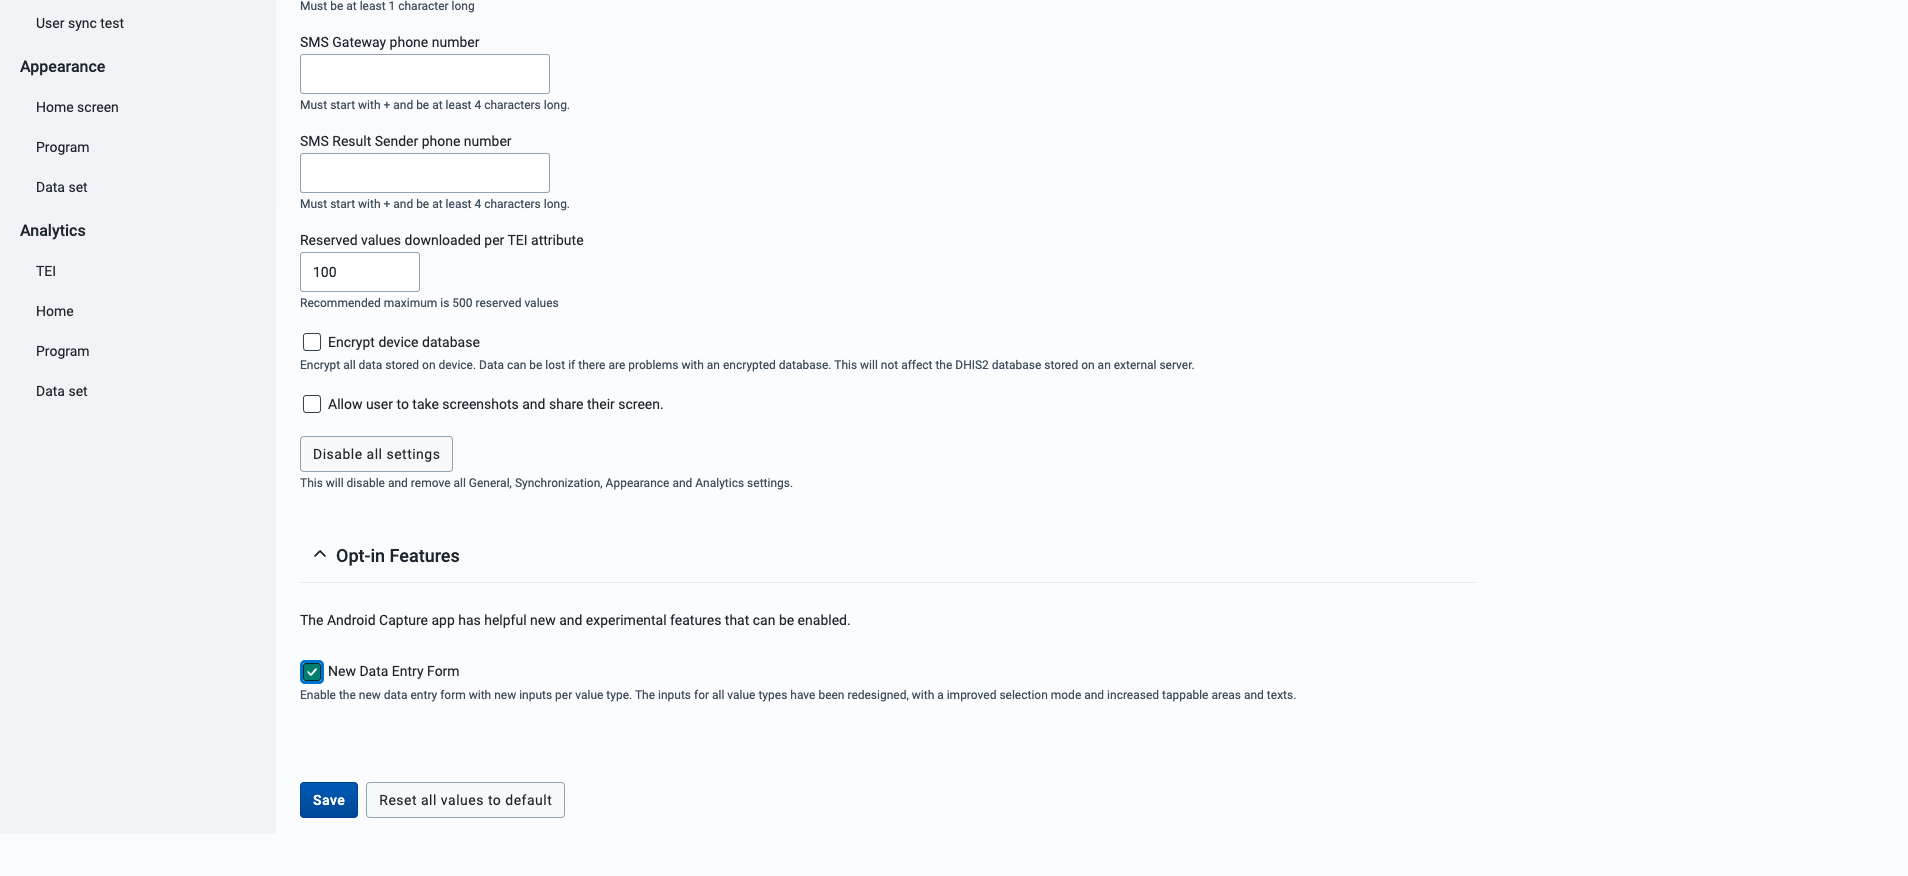 User sync test
Appearance
Home screen
Program
Data set
Analytics
TEI
Home
Program
Data set
Must be at least 1 character long
SMS Gateway phone number
Must start with + and be at least 4 characters long.
SMS Result Sender phone number
Must start with + and be at least 4 characters long.
Reserved values downloaded per TEI attribute
100
Recommended maximum is 500 reserved values
Encrypt device database
Encrypt all data stored on device. Data can be lost if there are problems with an encrypted database. This will not affect the DHIS2 database stored on an external server.
Allow user to take screenshots and share their screen.
Disable all settings
This will disable and remove all General, Synchronization, Appearance and Analytics settings.
Opt-in Features
The Android Capture app has helpful new and experimental features that can be enabled.
New Data Entry Form
Enable the new data entry form with new inputs per value type. The inputs for all value types have been redesigned, with a improved selection mode and increased tappable areas and texts.
Save
Reset all values to default